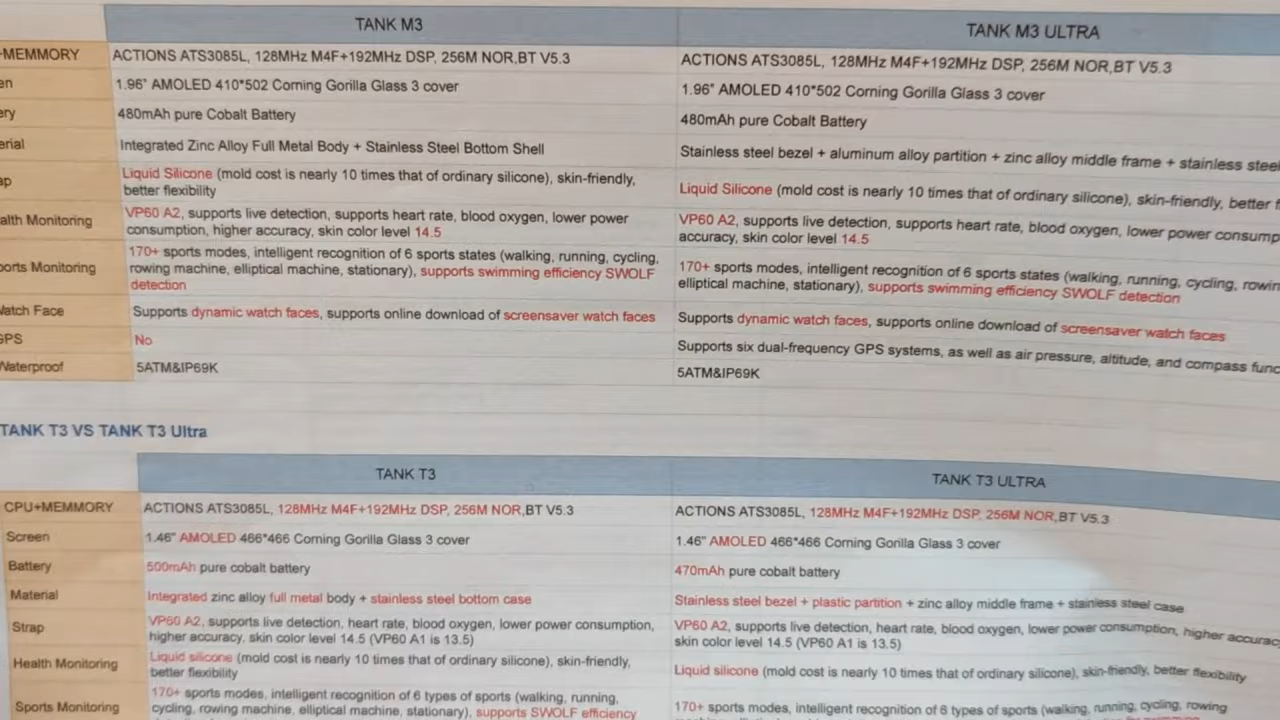 TANK M3
TANK M3 ULTRA
MEMMORY
ACTIONS ATS3085L, 128MHz M4F+192MHz DSP, 256M NOR,BT V5.3
ACTIONS ATS3085L, 128MHz M4F+192MHz DSP, 256M NOR,BT V5.3
en
1.96" AMOLED 410*502 Corning Gorilla Glass 3 cover
1.96" AMOLED 410*502 Corning Gorilla Glass 3 cover
ery
480mAh pure Cobalt Battery
480mAh pure Cobalt Battery
erial
Integrated Zinc Alloy Full Metal Body + Stainless Steel Bottom Shell
Stainless steel bezel + aluminum alloy partition + zinc alloy middle frame + stainless steel
ap
Liquid Silicone (mold cost is nearly 10 times that of ordinary silicone), skin-friendly,
better flexibility
Liquid Silicone (mold cost is nearly 10 times that of ordinary silicone), skin-friendly, better f
alth Monitoring
VP60 A2, supports live detection, supports heart rate, blood oxygen, lower power
consumption, higher accuracy, skin color level 14.5
VP60 A2, supports live detection, supports heart rate, blood oxygen, lower power consump
accuracy, skin color level 14.5
ports Monitoring
170+ sports modes, intelligent recognition of 6 sports states (walking, running, cycling,
rowing machine, elliptical machine, stationary), supports swimming efficiency SWOLF
detection
170+ sports modes, intelligent recognition of 6 sports states (walking, running, cycling, rowin
elliptical machine, stationary), supports swimming efficiency SWOLF detection
Watch Face
Supports dynamic watch faces, supports online download of screensaver watch faces
Supports dynamic watch faces, supports online download of screensaver watch faces
GPS
No
Supports six dual-frequency GPS systems, as well as air pressure, altitude, and compass func
Waterproof
5ATM&IP69K
5ATM&IP69K
TANK T3 VS TANK T3 Ultra
TANK T3
TANK T3 ULTRA
CPU+MEMMORY
ACTIONS ATS3085L, 128MHz M4F+192MHz DSP, 256M NOR,BT V5.3
ACTIONS ATS3085L, 128MHz M4F+192MHz DSP, 256M NOR,BT V5.3
Screen
1.46" AMOLED 466*466 Corning Gorilla Glass 3 cover
1.46" AMOLED 466*466 Corning Gorilla Glass 3 cover
Battery
500mAh pure cobalt battery
470mAh pure cobalt battery
Material
Integrated zinc alloy full metal body + stainless steel bottom case
Stainless steel bezel + plastic partition + zinc alloy middle frame + stainless steel case
Strap
VP60 A2, supports live detection, heart rate, blood oxygen, lower power consumption,
higher accuracy, skin color level 14.5 (VP60 A1 is 13.5)
VP60 A2, supports live detection, heart rate, blood oxygen, lower power consumption, higher accurac
skin color level 14.5 (VP60 A1 is 13.5)
Health Monitoring
Liquid silicone (mold cost is nearly 10 times that of ordinary silicone), skin-friendly,
better flexibility
Liquid silicone (mold cost is nearly 10 times that of ordinary silicone), skin-friendly, better flexibility
Sports Monitoring
170+ sports modes, intelligent recognition of 6 types of sports (walking, running,
cycling, rowing machine, elliptical machine, stationary), supports SWOLF efficiency
170+ sports modes, intelligent recognition of 6 types of sports (walking, running, cycling, rowing